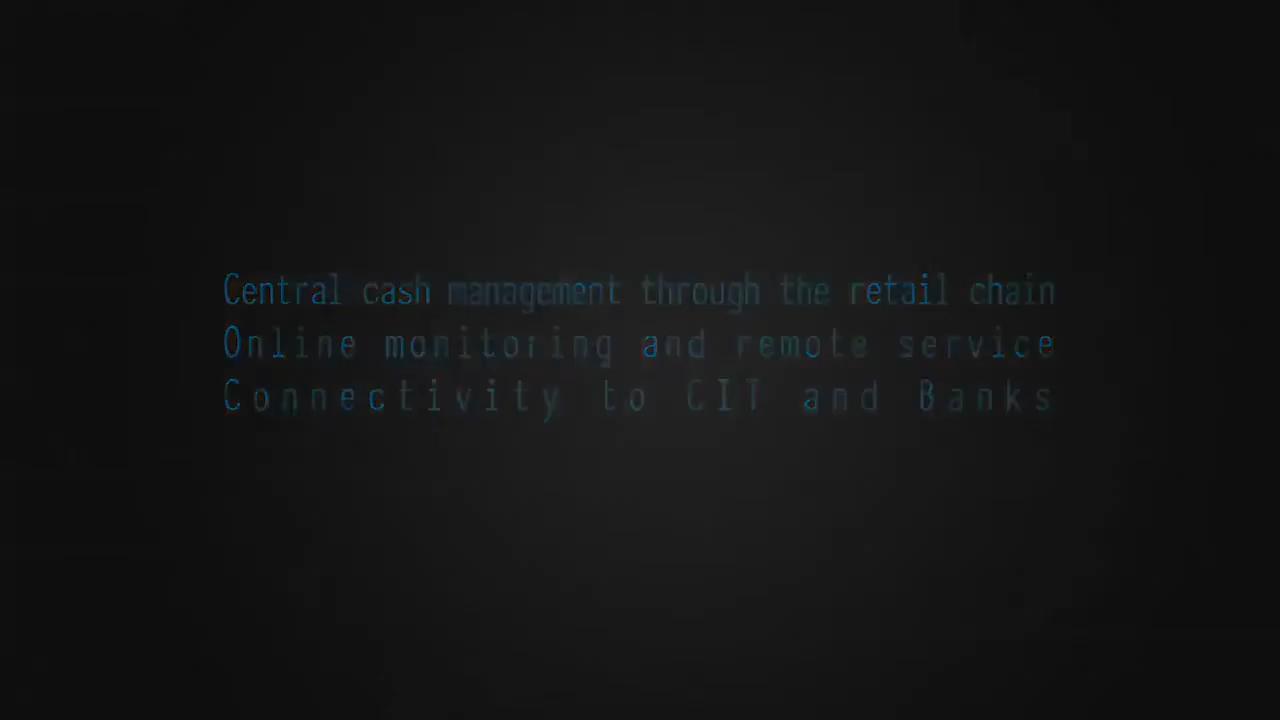 Central cash management through the retail chain
Online monitoring and remote service
Connectivity to CIT and Banks